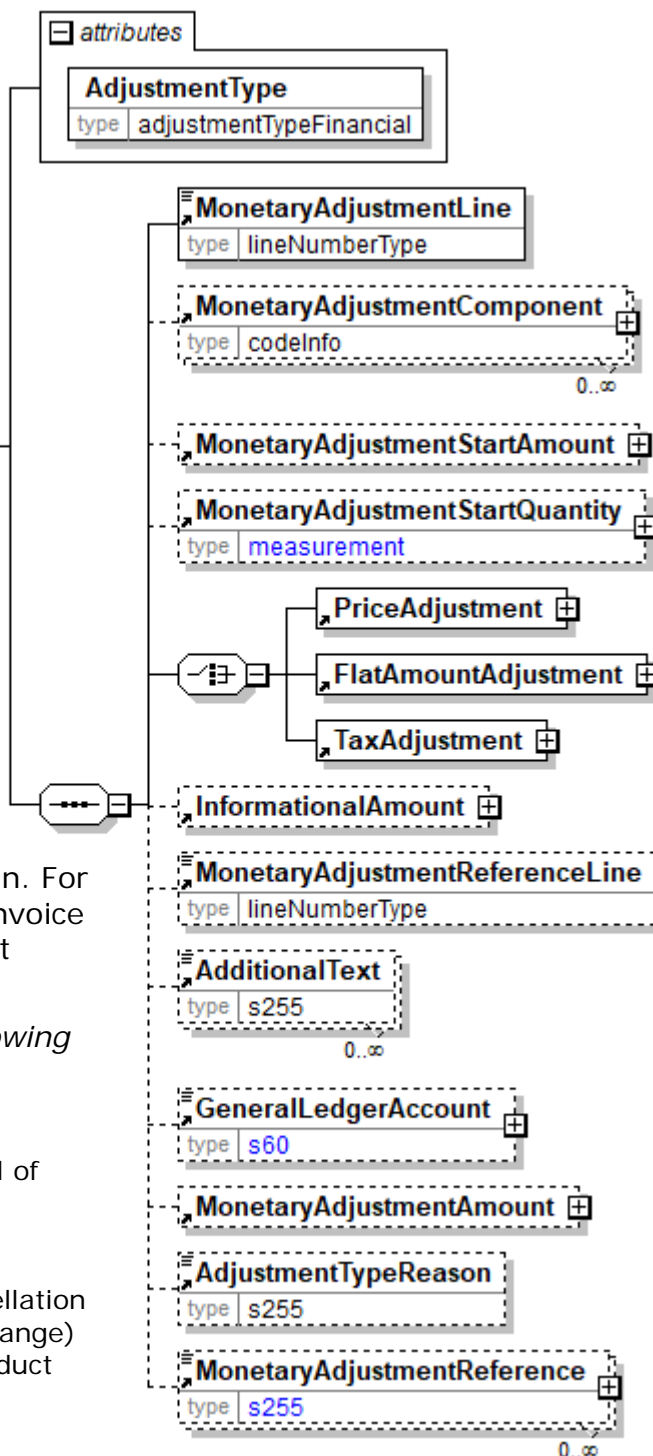 attributes
AdjustmentType
type adjustmentTypeFinancial
MonetaryAdjustmentLine
type lineNumberType
MonetaryAdjustmentComponent
type codeInfo
0..∞
MonetaryAdjustmentStartAmount
MonetaryAdjustmentStartQuantity
type measurement
PriceAdjustment
FlatAmountAdjustment
TaxAdjustment
InformationalAmount
MonetaryAdjustmentReferenceLine
type lineNumberType
AdditionalText
type s255
0..∞
GeneralLedgerAccount
type s60
MonetaryAdjustmentAmount
AdjustmentTypeReason
type s255
MonetaryAdjustmentReference
type s255
0..∞
n. For
nvoice
t
owing
l of
ellation
ange)
duct